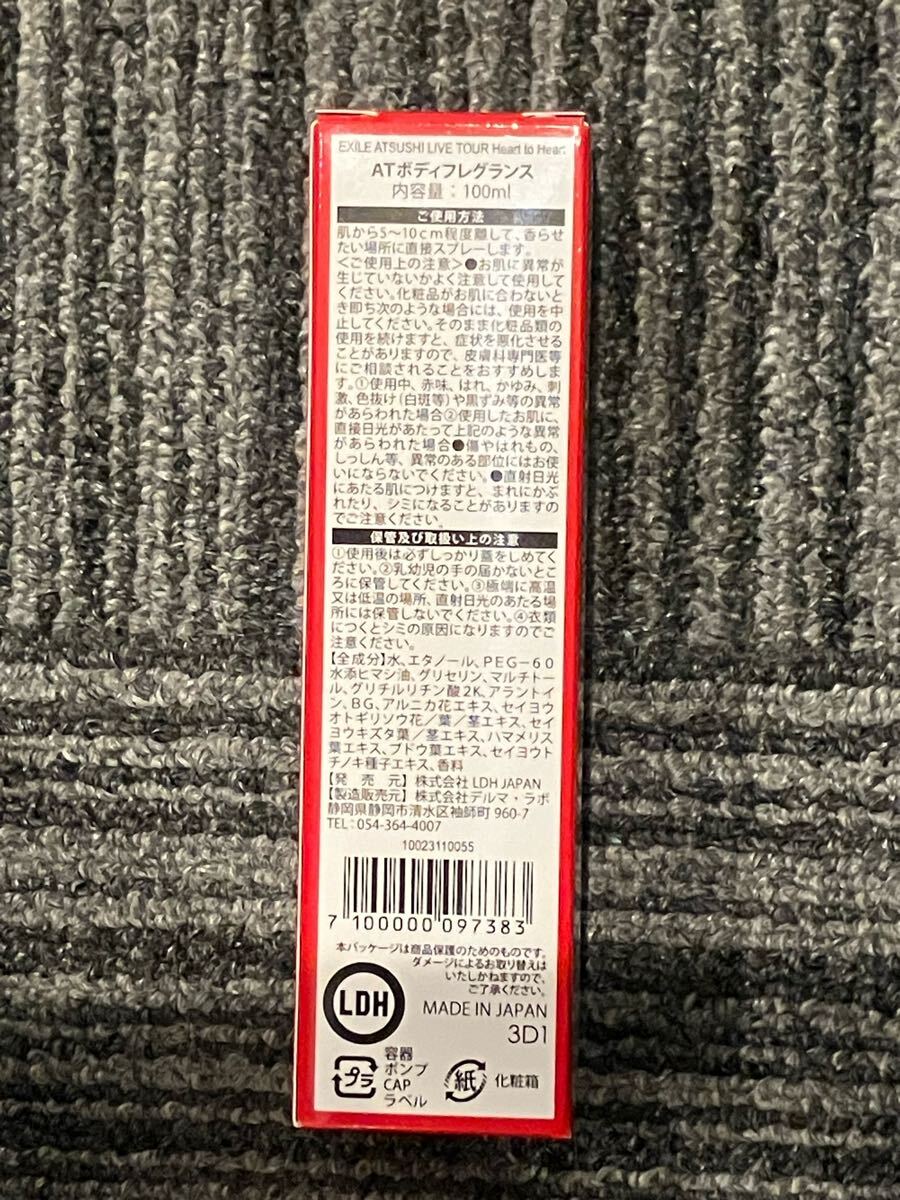 EXILE ATSUSHI LIVE TOUR Heart to Heart
ATボディフレグランス
内容量：100ml
ご使用方法
肌から5〜10cm程度離して、香らせ
たい場所に直接スプレーします。
＜ご使用上の注意＞●お肌に異常が
生じていないかよく注意して使用して
ください。化粧品がお肌に合わないと
き即ち次のような場合には、使用を中
止してください。そのまま化粧品類の
使用を続けますと、症状を悪化させる
ことがありますので、皮膚科専門医等
にご相談されることをおすすめしま
す。①使用中、赤味、はれ、かゆみ、刺
激、色抜け(白斑等)や黒ずみ等の異常
があらわれた場合②使用したお肌に、
直接日光があたって上記のような異常
があらわれた場合●傷やはれもの、
しっしん等、異常のある部位にはお使
いにならないでください。●直射日光
にあたる肌につけますと、まれにかぶ
れたり、シミになることがありますの
でご注意ください。
保管及び取扱い上の注意
①使用後は必ずしっかり蓋をしめてく
ださい。②乳幼児の手の届かないとこ
ろに保管してください。③極端に高温
又は低温の場所、直射日光のあたる場
所には保管しないでください。④衣類
につくとシミの原因になりますのでご
注意ください。
【全成分】水、エタノール、PEG－60
水添ヒマシ油、グリセリン、マルチトー
ル、グリチルリチン酸2K、アラントイ
ン、BG、アルニカ花エキス、セイヨウ
オトギリソウ花／葉／茎エキス、セイ
ヨウキズタ葉／茎エキス、ハマメリス
葉エキス、ブドウ葉エキス、セイヨウト
チノキ種子エキス、香料
【発 売 元】株式会社 LDH JAPAN
【製造販売元】株式会社デルマ・ラボ
静岡県静岡市清水区袖師町 960-7
TEL：054-364-4007
10023110055
7 100000 097383
本パッケージは商品保護のためのものです。
ダメージによるお取り替えは
いたしかねますので、
ご了承ください。
LDH
MADE IN JAPAN
3D1
プラ
容器
ポンプ
CAP
ラベル
紙
化粧箱